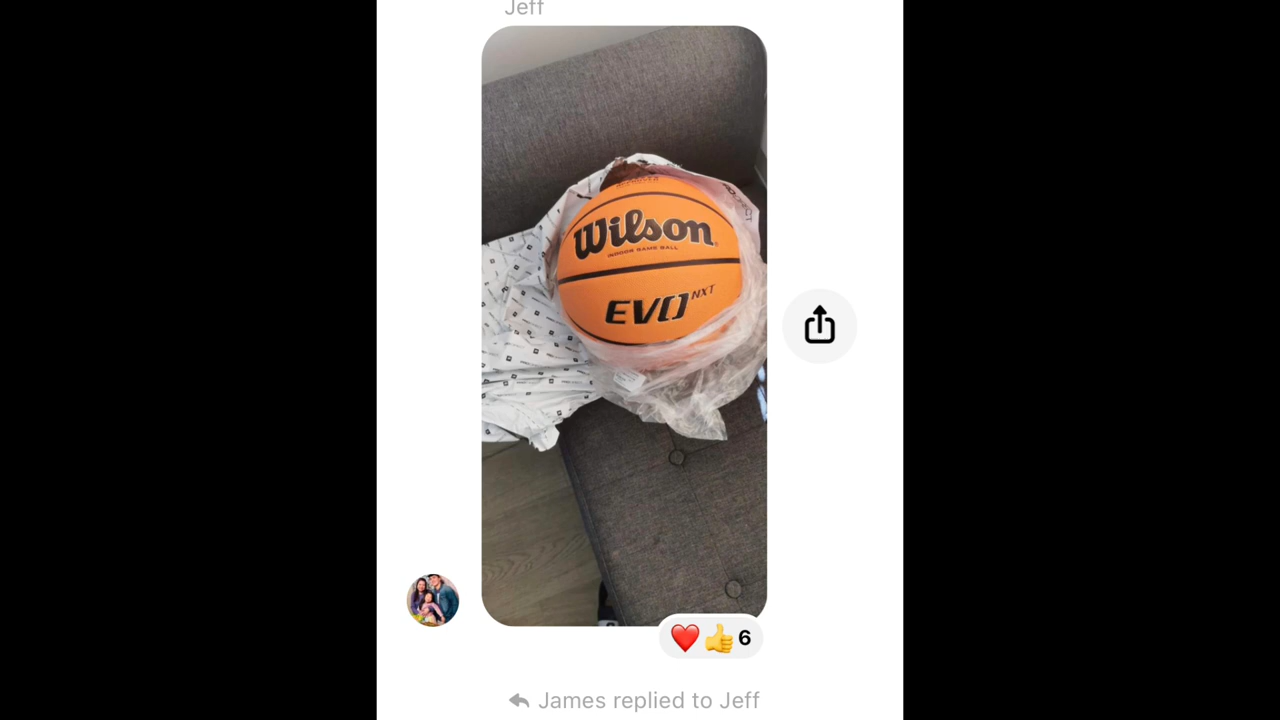 Jeff
Wilson
INDOOR GAME BALL
EVO NXT
6
James replied to Jeff